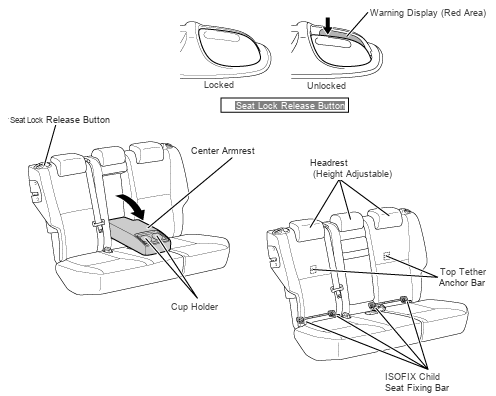 Warning Display (Red Area)
Locked
Unlocked
Seat Lock Release Button
Seat Lock Release Button
Center Armrest
Headrest
(Height Adjustable)
Top Tether
Anchor Bar
Cup Holder
ISOFIX Child
Seat Fixing Bar